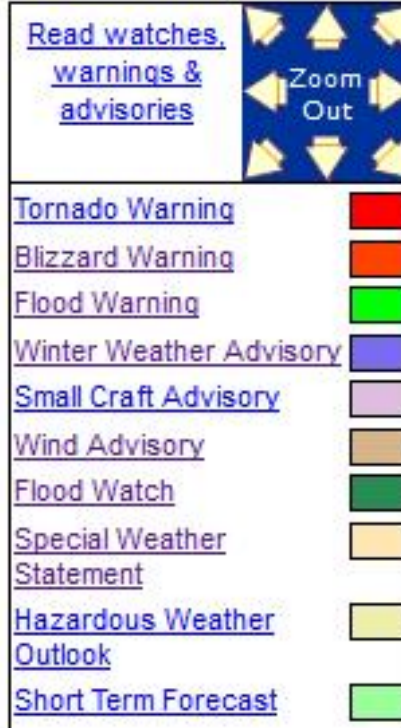 Read watches,
warnings &
advisories
Zoom
Out
Tornado Warning
Blizzard Warning
Flood Warning
Winter Weather Advisory
Small Craft Advisory
Wind Advisory
Flood Watch
Special Weather
Statement
Hazardous Weather
Outlook
Short Term Forecast